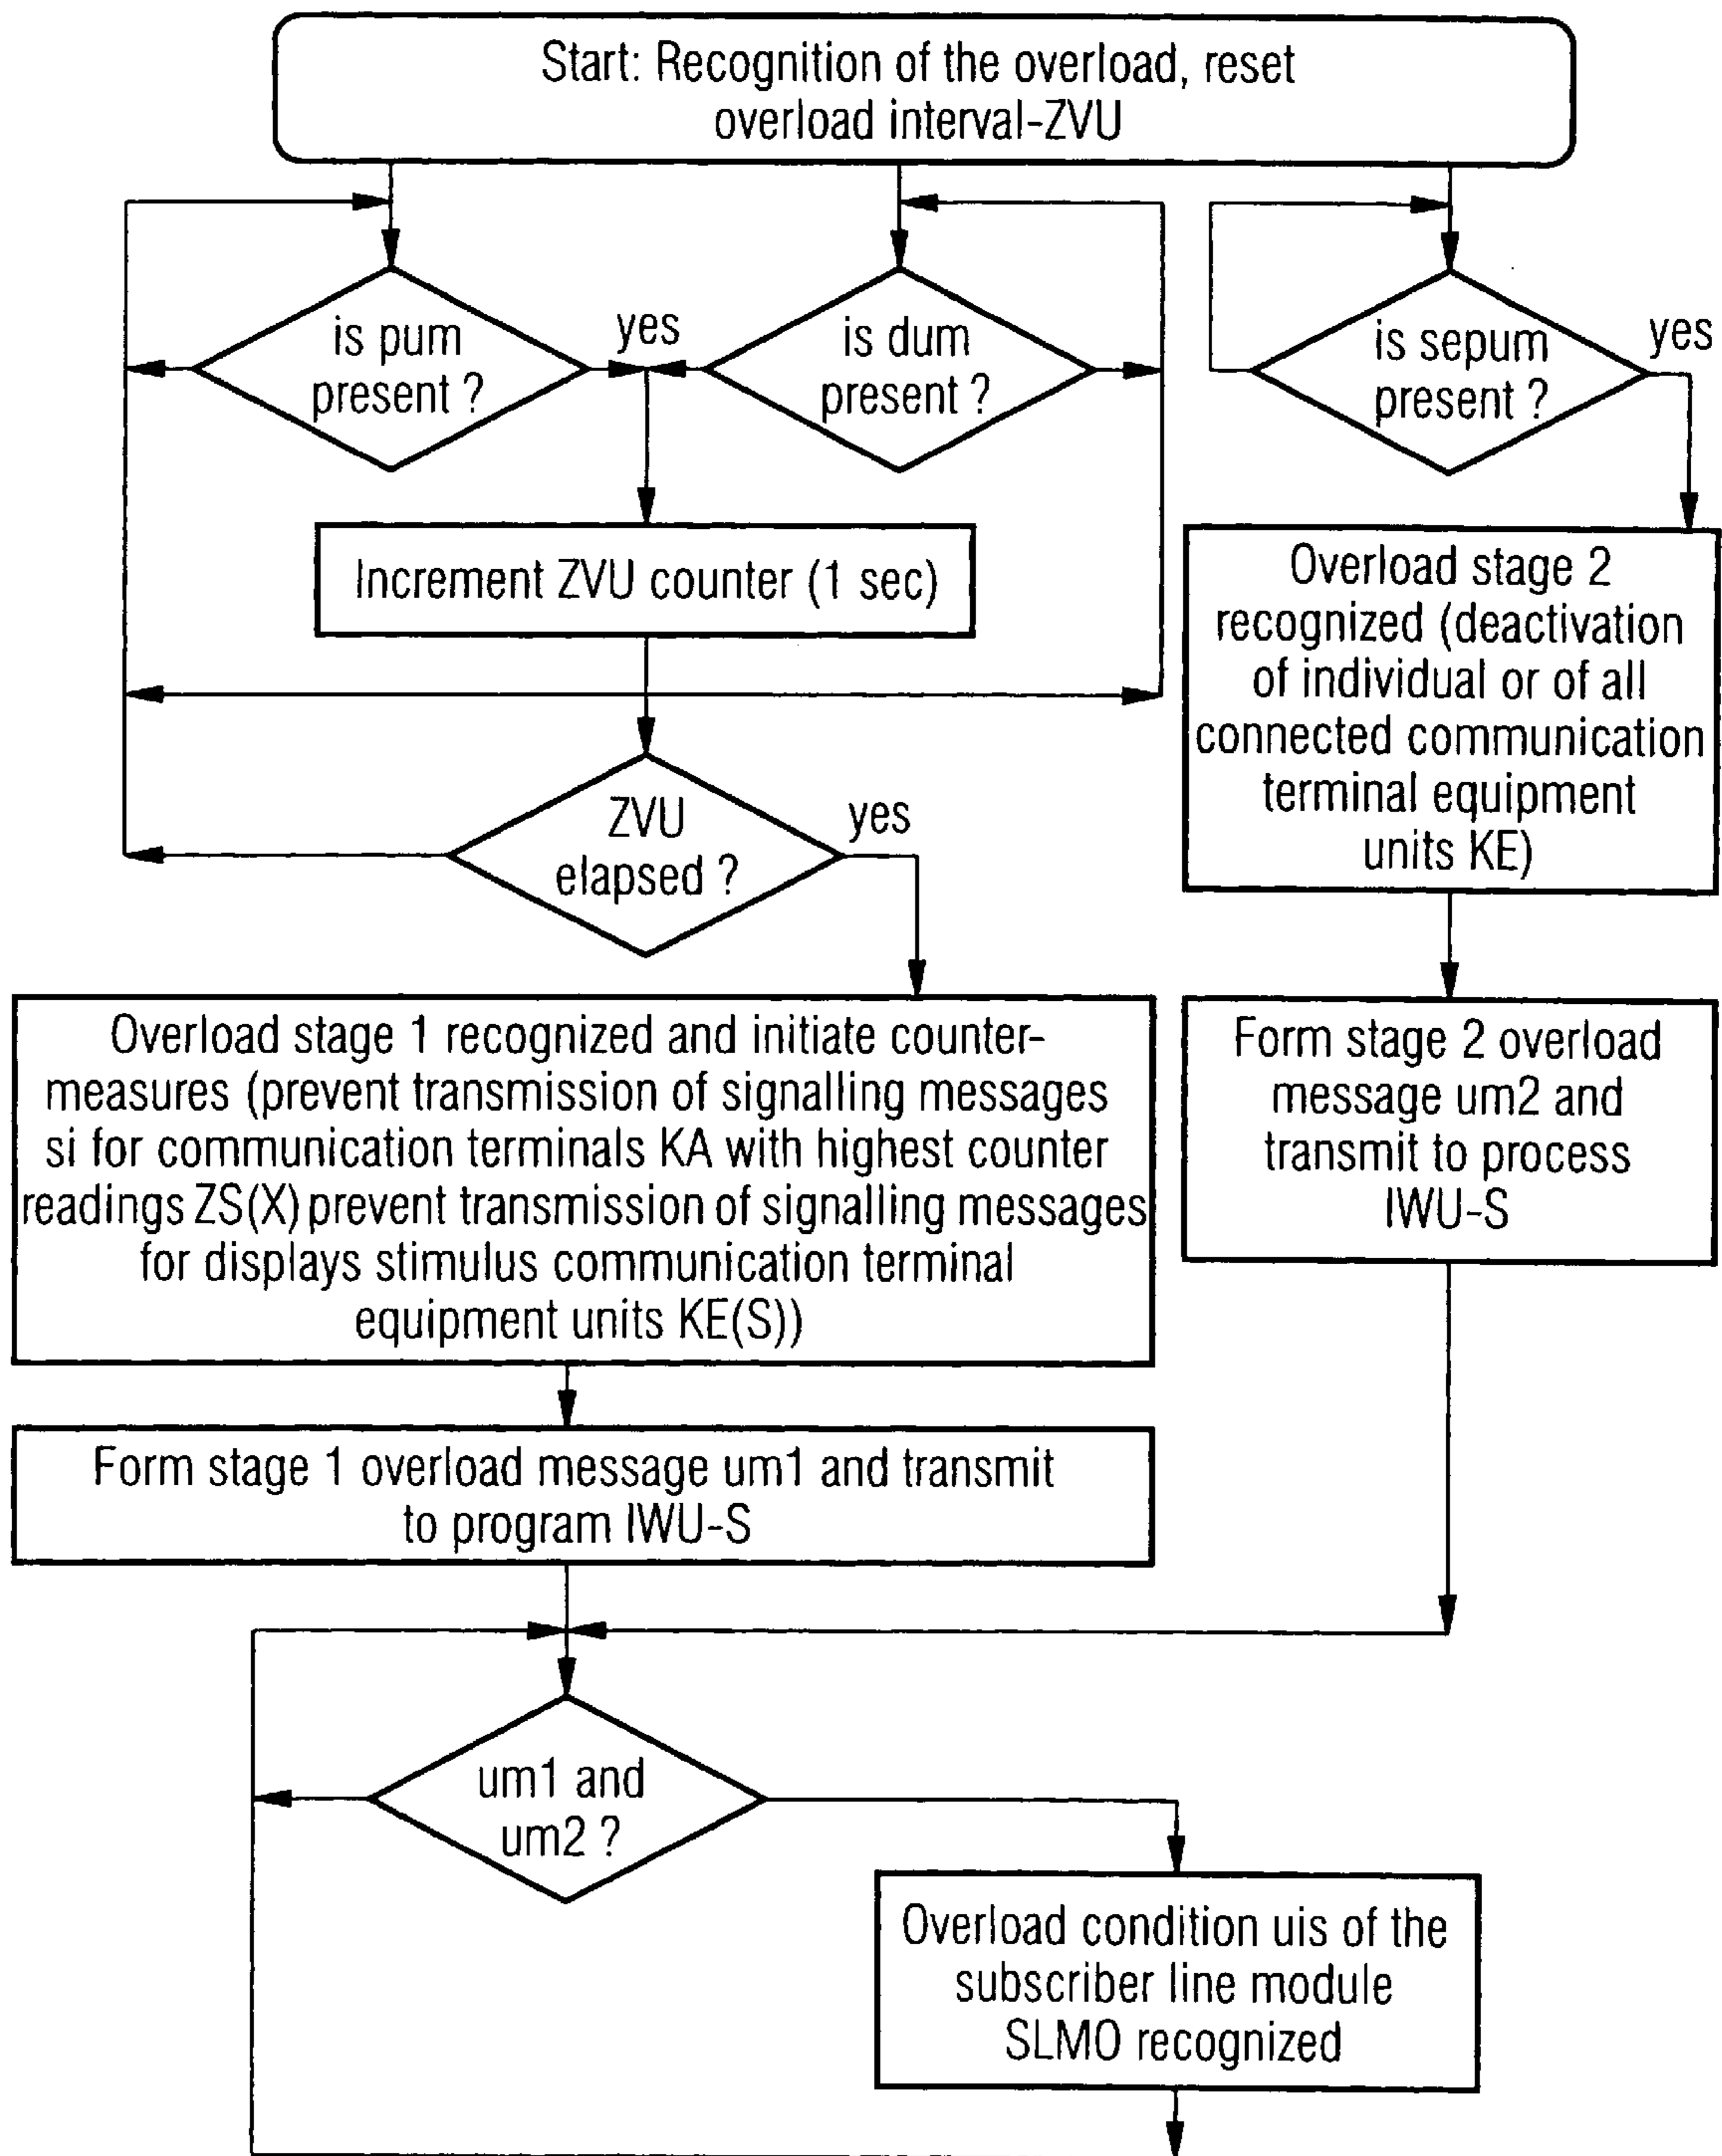 Start: Recognition of the overload, reset
overload interval-ZVU
is pum
present ?
yes
is dum
present ?
is sepum
present ?
yes
Increment ZVU counter (1 sec)
Overload stage 2
recognized (deactivation
of individual or of all
connected communication
terminal equipment
units KE)
ZVU
elapsed ?
yes
Overload stage 1 recognized and initiate counter-
measures (prevent transmission of signalling messages
si for communication terminals KA with highest counter
readings ZS(X) prevent transmission of signalling messages
for displays stimulus communication terminal
equipment units KE(S))
Form stage 2 overload
message um2 and
transmit to process
IWU-S
Form stage 1 overload message um1 and transmit
to program IWU-S
um1 and
um2 ?
Overload condition uis of the
subscriber line module
SLMO recognized